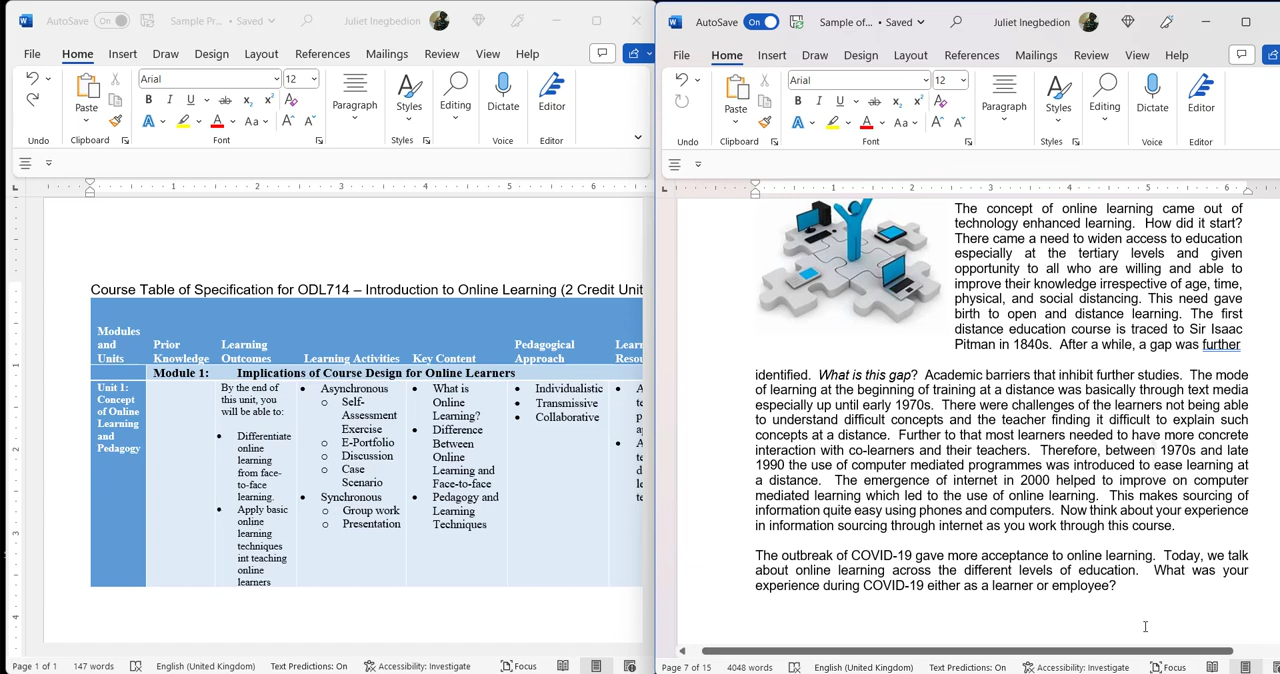 AutoSave On Sample Pr... • Saved Juliet Inegbedion
File Home Insert Draw Design Layout References Mailings Review View Help
Arial 12
Paste Paragraph Styles Editing Dictate Editor
Undo Clipboard Font Styles Voice Editor
1 2 3 4 5 6
Course Table of Specification for ODL714 – Introduction to Online Learning (2 Credit Unit
Modules and Units
Prior Knowledge
Learning Outcomes
Learning Activities
Key Content
Pedagogical Approach
Module 1: Implications of Course Design for Online Learners
Unit 1:
Concept
of Online
Learning
and
Pedagogy
By the end of
this unit, you
will be able to:
• Differentiate
online
learning
from face-
to-face
learning.
• Apply basic
online
learning
techniques
int teaching
online
learners
• Asynchronous
o Self-
Assessment
Exercise
o E-Portfolio
o Discussion
o Case
Scenario
• Synchronous
o Group work
o Presentation
• What is
Online
Learning?
• Difference
Between
Online
Learning and
Face-to-face
• Pedagogy and
Learning
Techniques
• Individualistic
• Transmissive
• Collaborative
Page 1 of 1 147 words English (United Kingdom) Text Predictions: On Accessibility: Investigate Focus
AutoSave On Sample of... • Saved Juliet Inegbedion
File Home Insert Draw Design Layout References Mailings Review View Help
Arial 12
Paste Paragraph Styles Editing Dictate Editor
Undo Clipboard Font Styles Voice Editor
1 2 3 4 5 6
The concept of online learning came out of
technology enhanced learning. How did it start?
There came a need to widen access to education
especially at the tertiary levels and given
opportunity to all who are willing and able to
improve their knowledge irrespective of age, time,
physical, and social distancing. This need gave
birth to open and distance learning. The first
distance education course is traced to Sir Isaac
Pitman in 1840s. After a while, a gap was further
identified. What is this gap? Academic barriers that inhibit further studies. The mode
of learning at the beginning of training at a distance was basically through text media
especially up until early 1970s. There were challenges of the learners not being able
to understand difficult concepts and the teacher finding it difficult to explain such
concepts at a distance. Further to that most learners needed to have more concrete
interaction with co-learners and their teachers. Therefore, between 1970s and late
1990 the use of computer mediated programmes was introduced to ease learning at
a distance. The emergence of internet in 2000 helped to improve on computer
mediated learning which led to the use of online learning. This makes sourcing of
information quite easy using phones and computers. Now think about your experience
in information sourcing through internet as you work through this course.
The outbreak of COVID-19 gave more acceptance to online learning. Today, we talk
about online learning across the different levels of education. What was your
experience during COVID-19 either as a learner or employee?
Page 7 of 15 4048 words English (United Kingdom) Text Predictions: On Accessibility: Investigate Focus